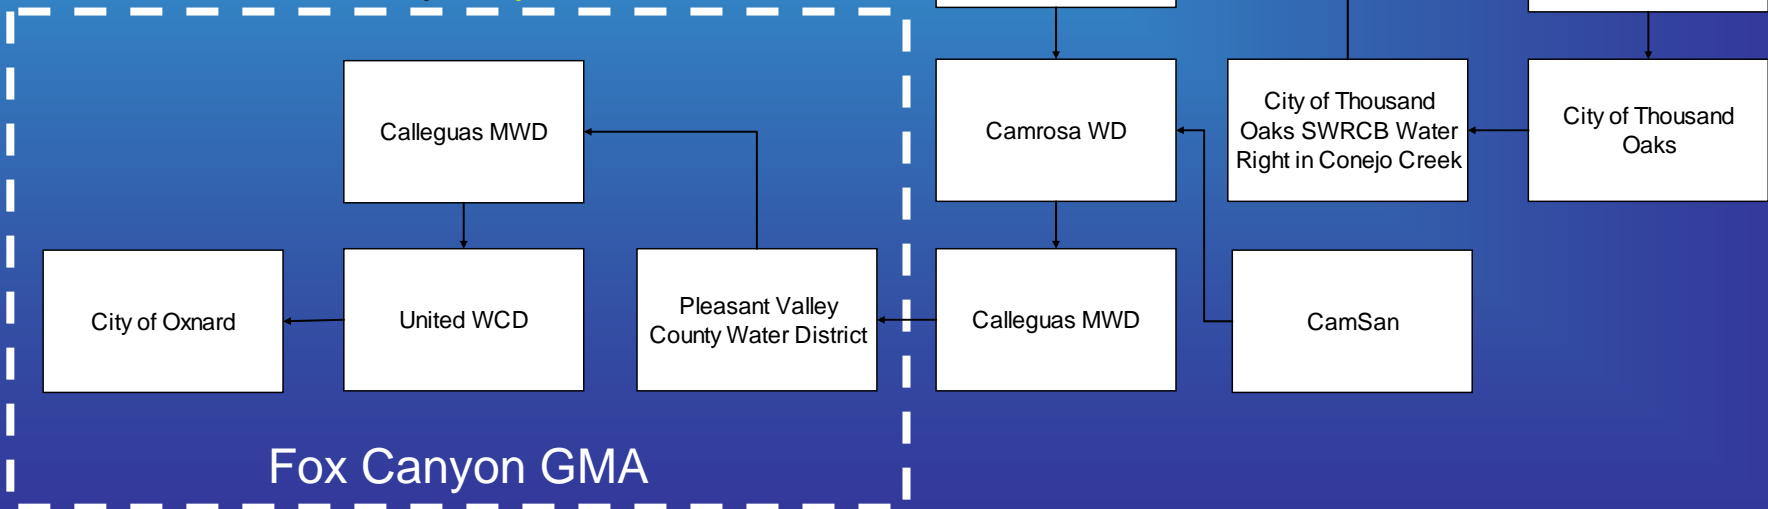 Calleguas MWD
Camrosa WD
City of Thousand
Oaks SWRCB Water
Right in Conejo Creek
City of Thousand
Oaks
City of Oxnard
United WCD
Pleasant Valley
County Water District
Calleguas MWD
CamSan
Fox Canyon GMA